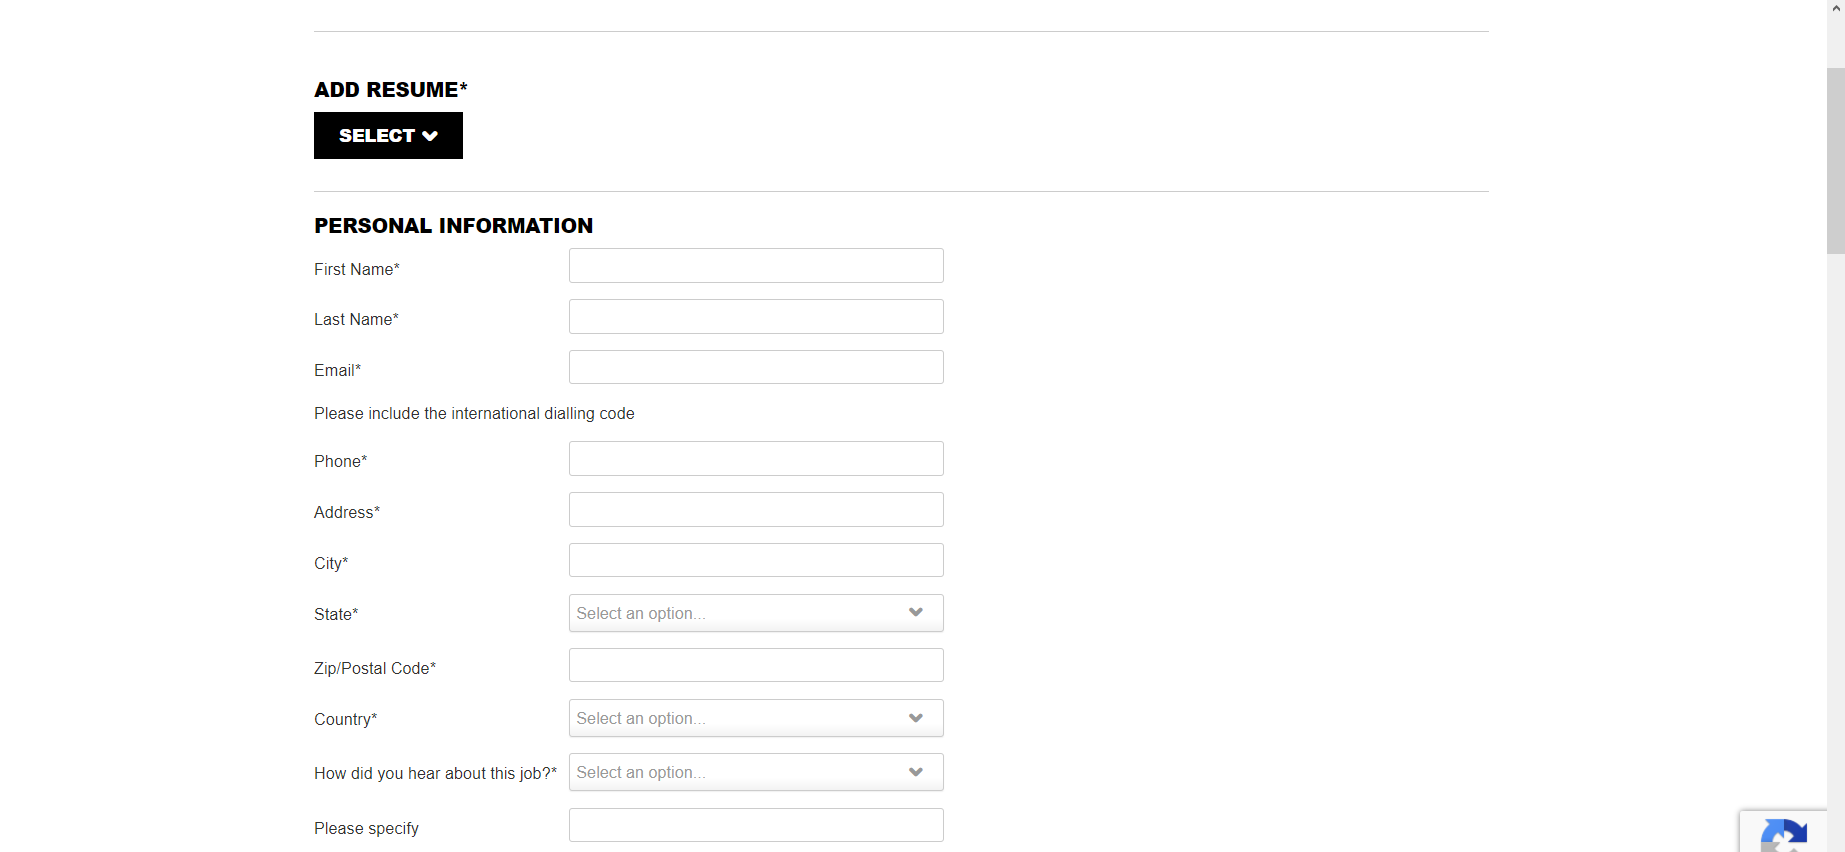 ADD RESUME*
SELECT
PERSONAL INFORMATION
First Name*
Last Name*
Email*
Please include the international dialling code
Phone*
Address*
City*
State* Select an option...
Zip/Postal Code*
Country* Select an option...
How did you hear about this job?* Select an option...
Please specify